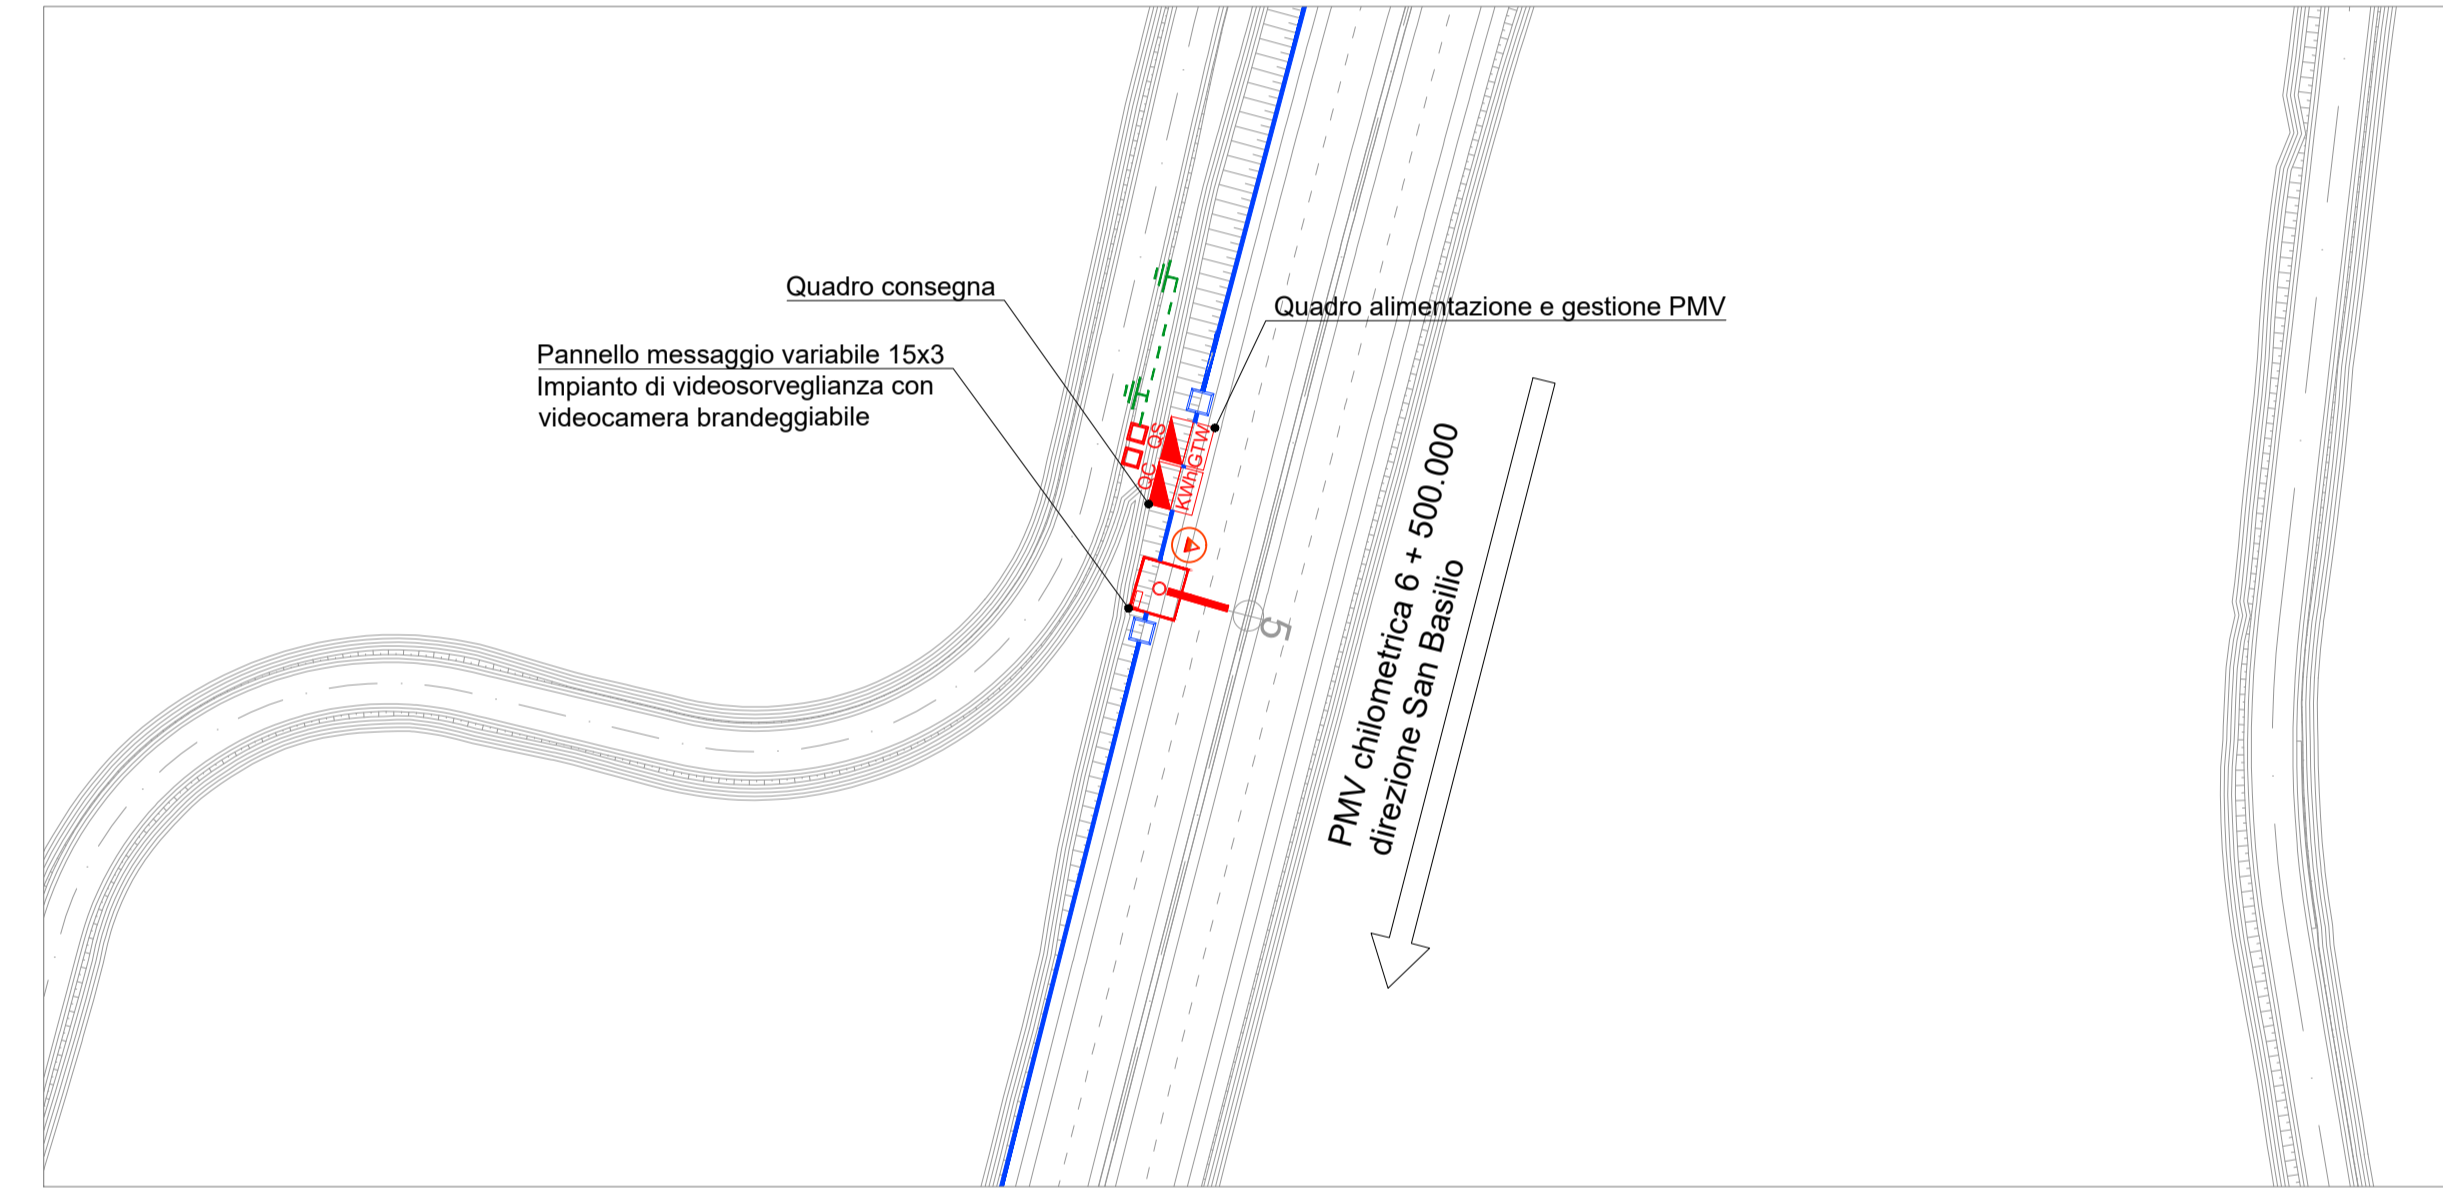 Quadro consegna
Quadro alimentazione e gestione PMV
Pannello messaggio variabile 15x3
Impianto di videosorveglianza con
videocamera brandeggiabile
QS
GTW
QC
KWh
5
PMV chilometrica 6 + 500.000
direzione San Basilio